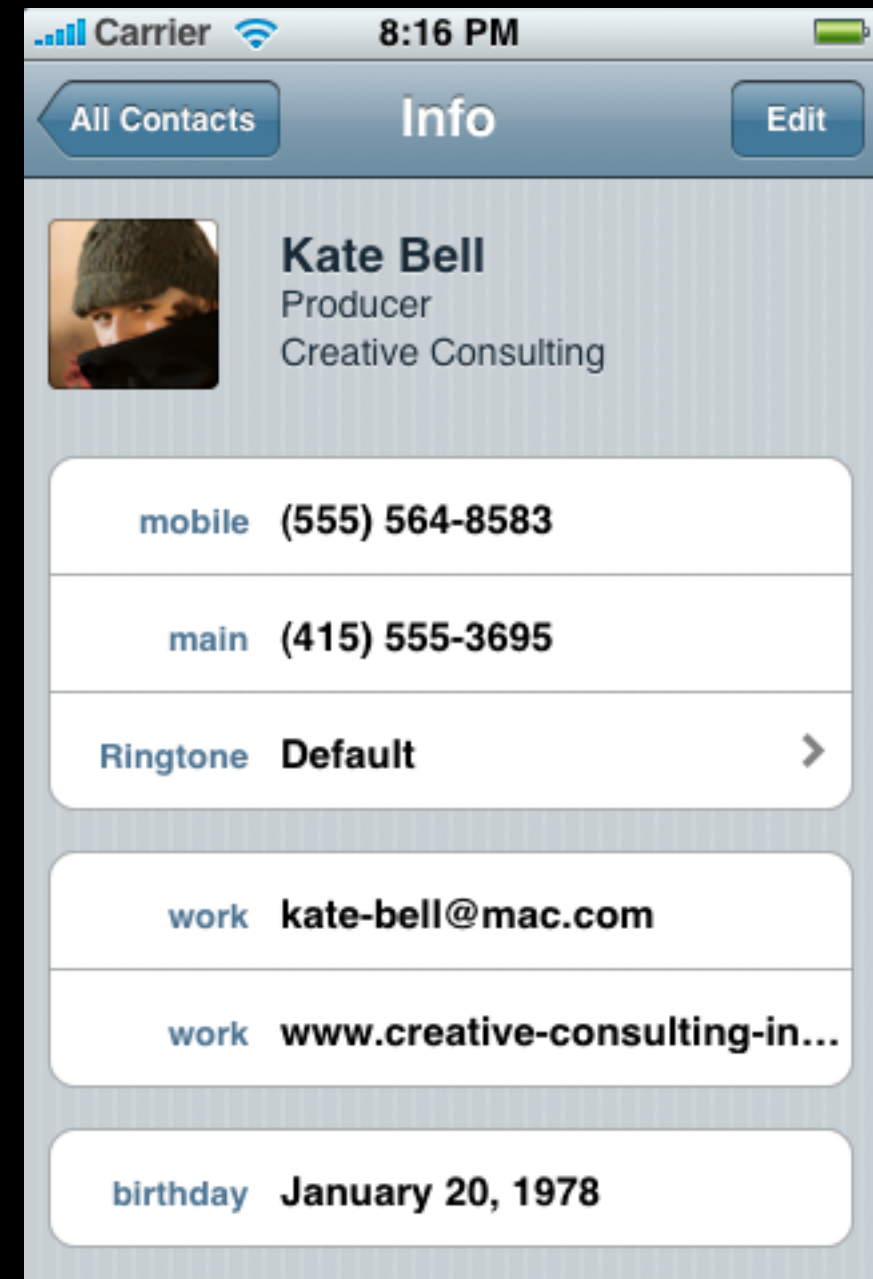 Carrier 8:16 PM
All Contacts Info Edit
Kate Bell
Producer
Creative Consulting
mobile (555) 564-8583
main (415) 555-3695
Ringtone Default
work kate-bell@mac.com
work www.creative-consulting-in...
birthday January 20, 1978